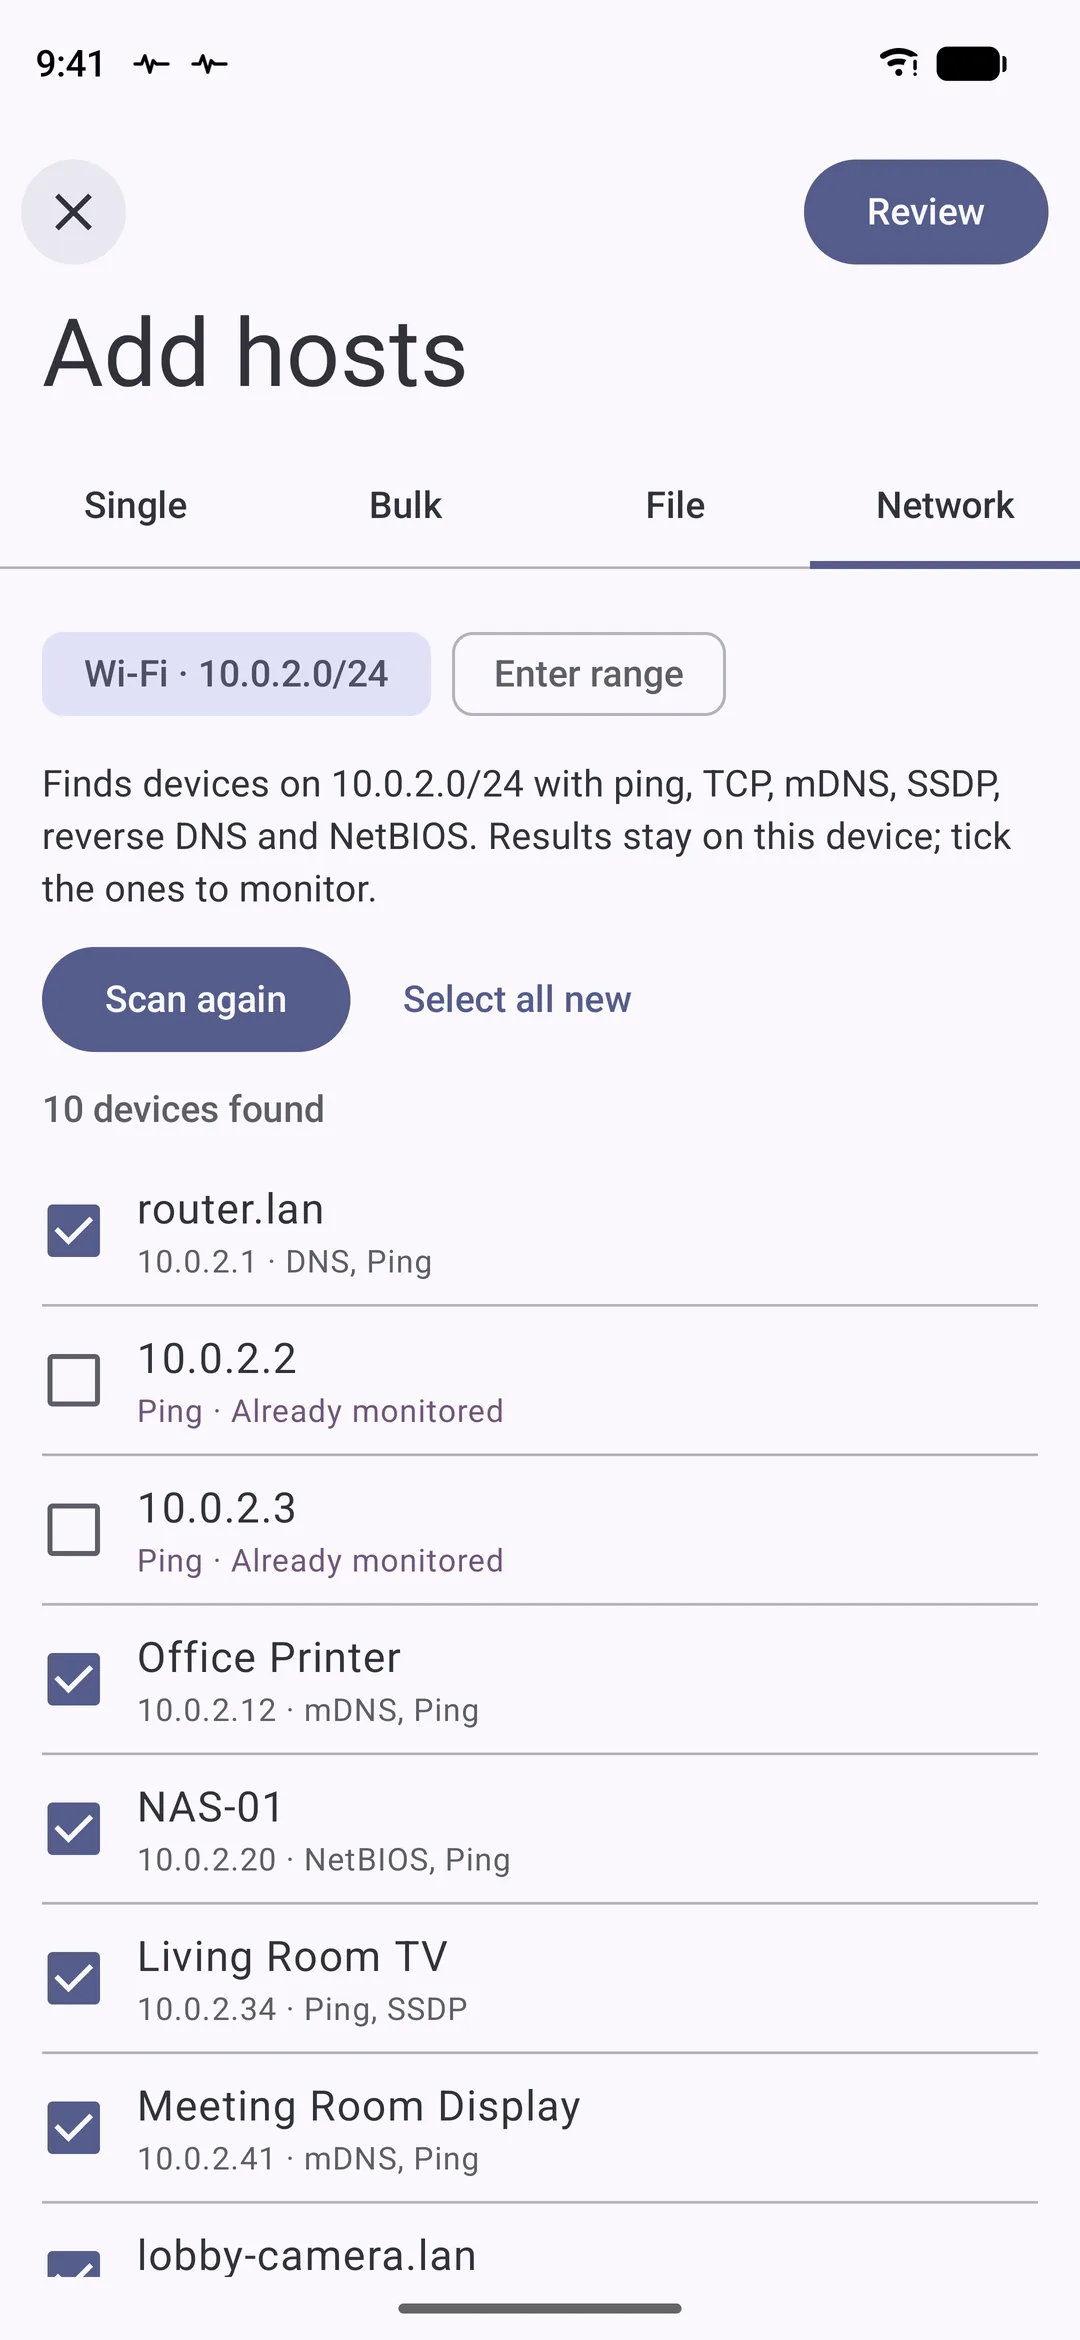 9:41
Review
Add hosts
Single
Bulk
File
Network
Wi-Fi · 10.0.2.0/24
Enter range
Finds devices on 10.0.2.0/24 with ping, TCP, mDNS, SSDP,
reverse DNS and NetBIOS. Results stay on this device; tick
the ones to monitor.
Scan again
Select all new
10 devices found
router.lan
10.0.2.1 · DNS, Ping
10.0.2.2
Ping · Already monitored
10.0.2.3
Ping · Already monitored
Office Printer
10.0.2.12 · mDNS, Ping
NAS-01
10.0.2.20 · NetBIOS, Ping
Living Room TV
10.0.2.34 · Ping, SSDP
Meeting Room Display
10.0.2.41 · mDNS, Ping
lobby-camera.lan